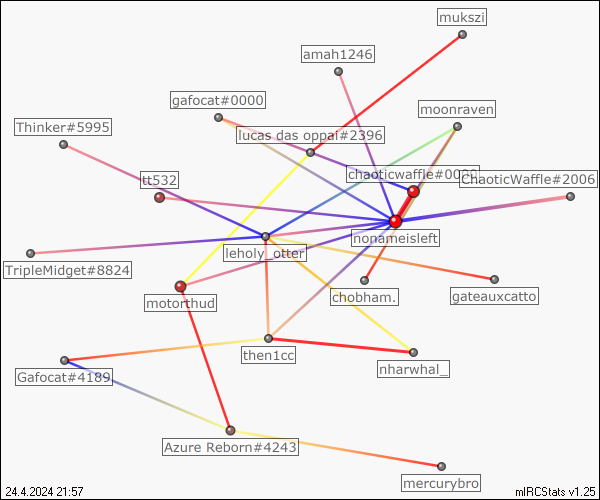 mukszi
amah1246
gafocat#0000
moonraven
Thinker#5995
lucas das oppai#2396
chaoticwaffle#0
tt532
ChaoticWaffle#2006
nonameisleft
leholy_otter
TripleMidget#8824
chobham.
gateauxcatto
motorthud
then1cc
nharwhal_
Gafocat#4189
Azure Reborn#4243
mercurybro
24.4.2024 21:57
mIRCStats v1.25